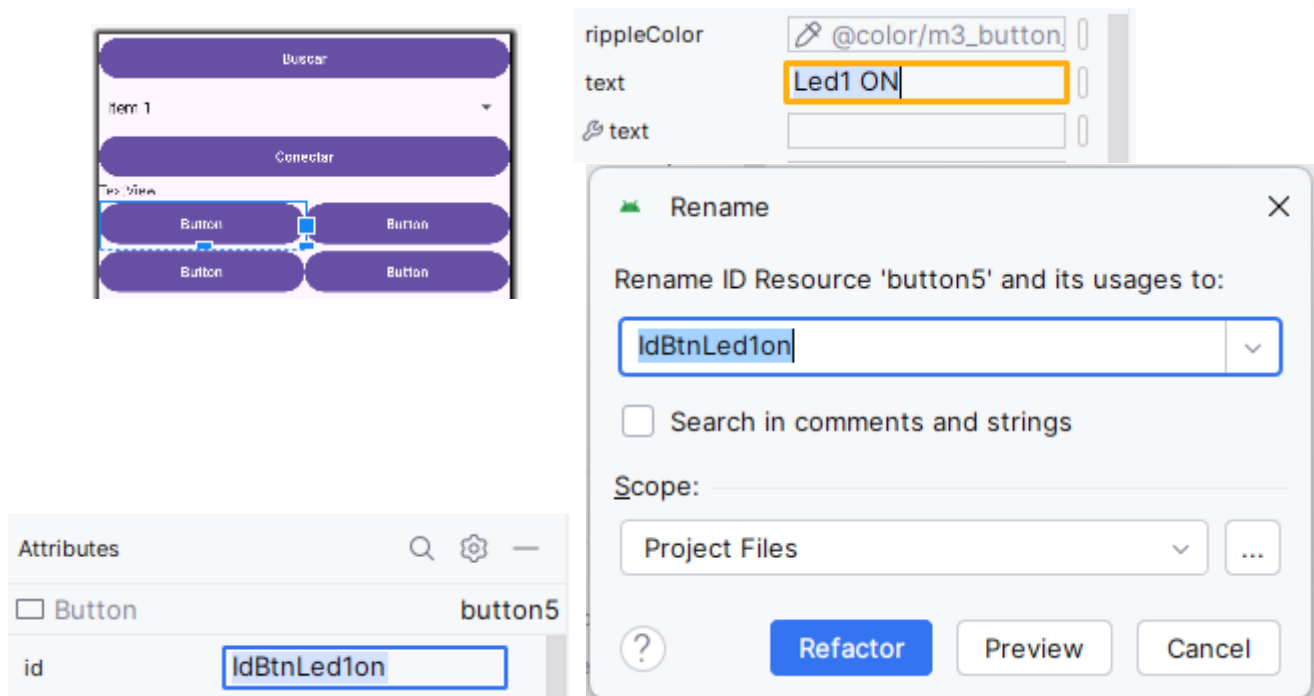 Buscar
Item 1
Conectar
TextView
Button
Button
Button
Button
rippleColor
@color/m3_button_
text
Led1 ON
text
Rename
Rename ID Resource 'button5' and its usages to:
IdBtnLed1on
Search in comments and strings
Scope:
Project Files
...
?
Refactor
Preview
Cancel
Attributes
Button
button5
id
IdBtnLed1on